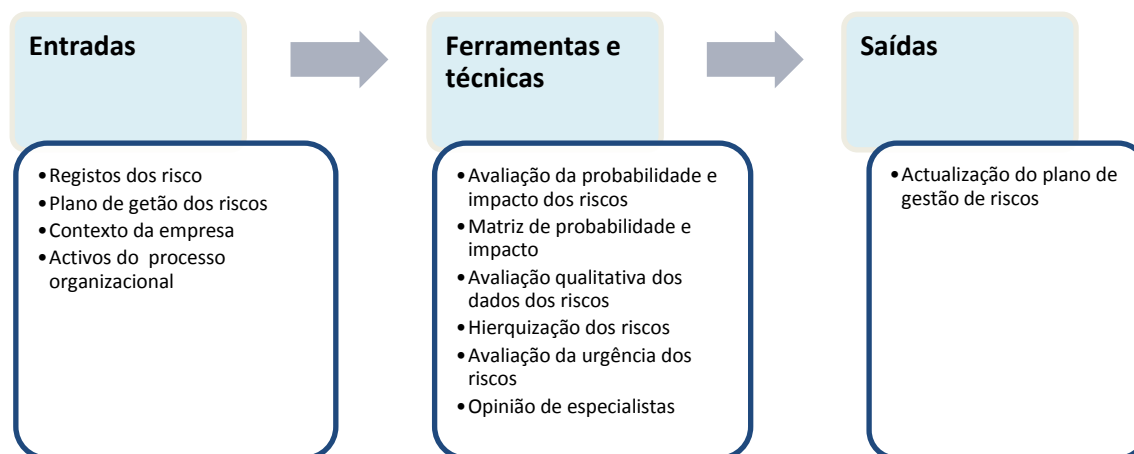 Entradas
• Registos dos risco
• Plano de getão dos riscos
• Contexto da empresa
• Activos do processo
organizacional
Ferramentas e
técnicas
• Avaliação da probabilidade e
impacto dos riscos
• Matriz de probabilidade e
impacto
• Avaliação qualitativa dos
dados dos riscos
• Hierquização dos riscos
• Avaliação da urgência dos
riscos
• Opinião de especialistas
Saídas
• Actualização do plano de
gestão de riscos